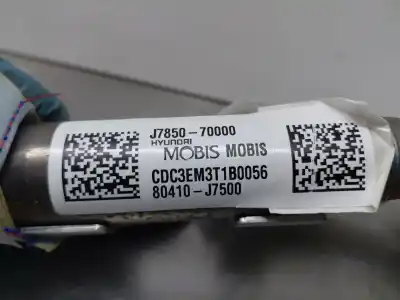 J7850-70000
HYUNDAI
MOBIS MOBIS
CDC3EM3T1B0056
80410-J7500